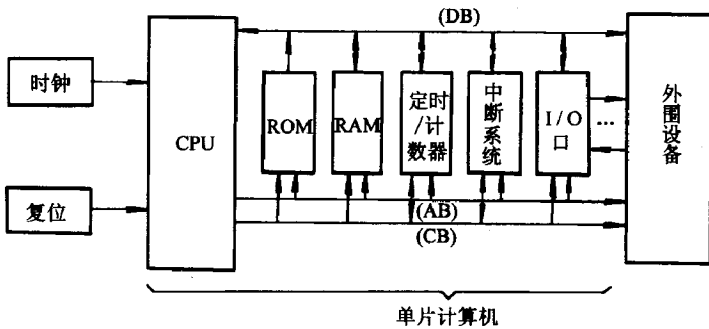 (DB)
时钟
CPU
ROM
RAM
定时
/计
数器
中
断
系
统
I/O
口
…
外
围
设
备
复位
(AB)
(CB)
单片计算机